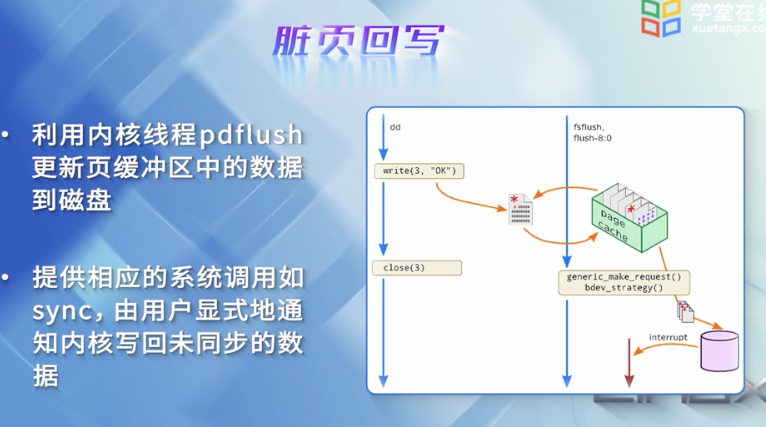 学堂在线
xuetangx.com
脏页回写
• 利用内核线程pdflush
更新页缓冲区中的数据
到磁盘
• 提供相应的系统调用如
sync，由用户显式地通
知内核写回未同步的数
据
dd
write(3, "OK")
close(3)
fsflush,
flush-8:0
page
cache
generic_make_request()
bdev_strategy()
interrupt